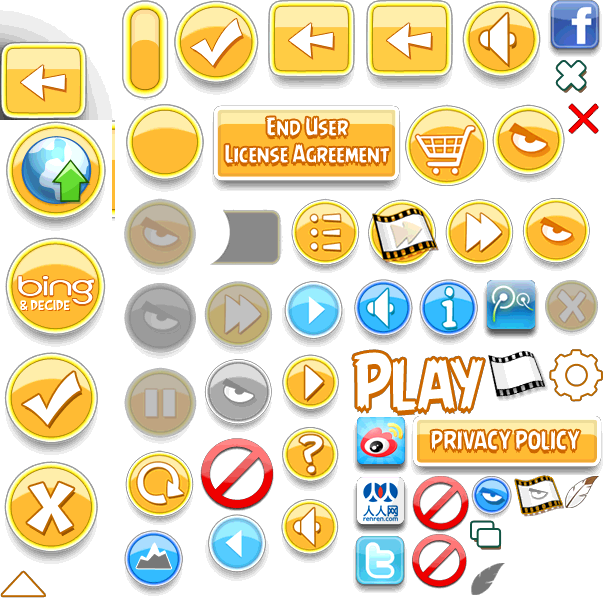 End User
License Agreement
bing
& DECIDE
Play
PRIVACY POLICY
人人网
renren.com